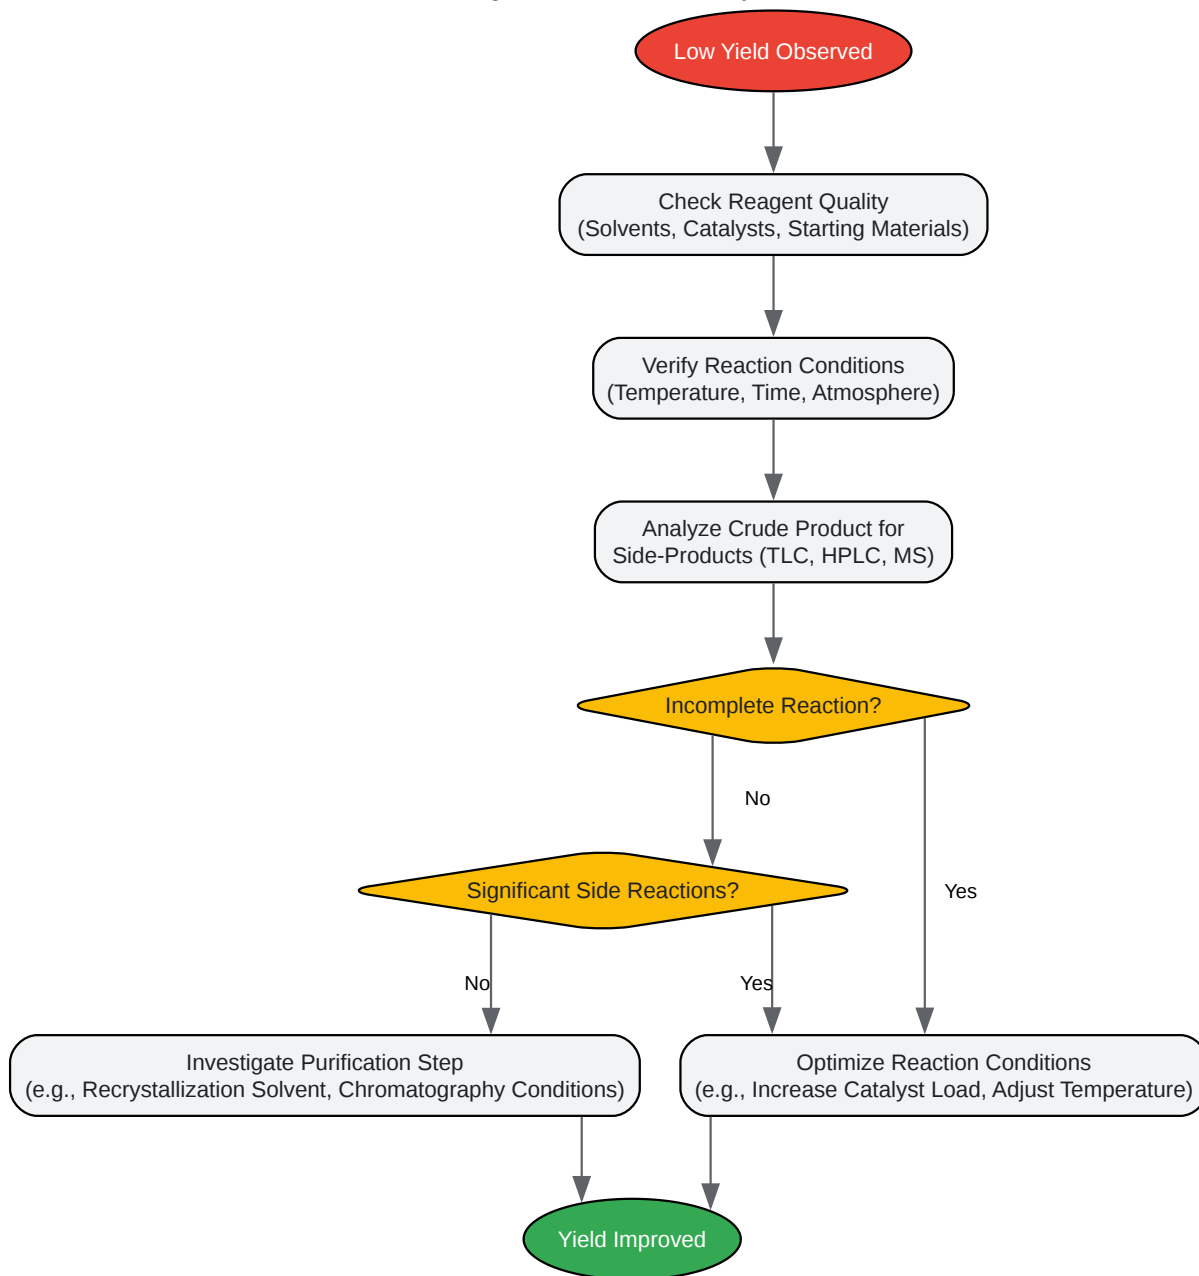 Low Yield Observed
Check Reagent Quality
(Solvents, Catalysts, Starting Materials)
Verify Reaction Conditions
(Temperature, Time, Atmosphere)
Analyze Crude Product for
Side-Products (TLC, HPLC, MS)
Incomplete Reaction?
No
Significant Side Reactions?
Yes
No
Yes
Investigate Purification Step
(e.g., Recrystallization Solvent, Chromatography Conditions)
Optimize Reaction Conditions
(e.g., Increase Catalyst Load, Adjust Temperature)
Yield Improved